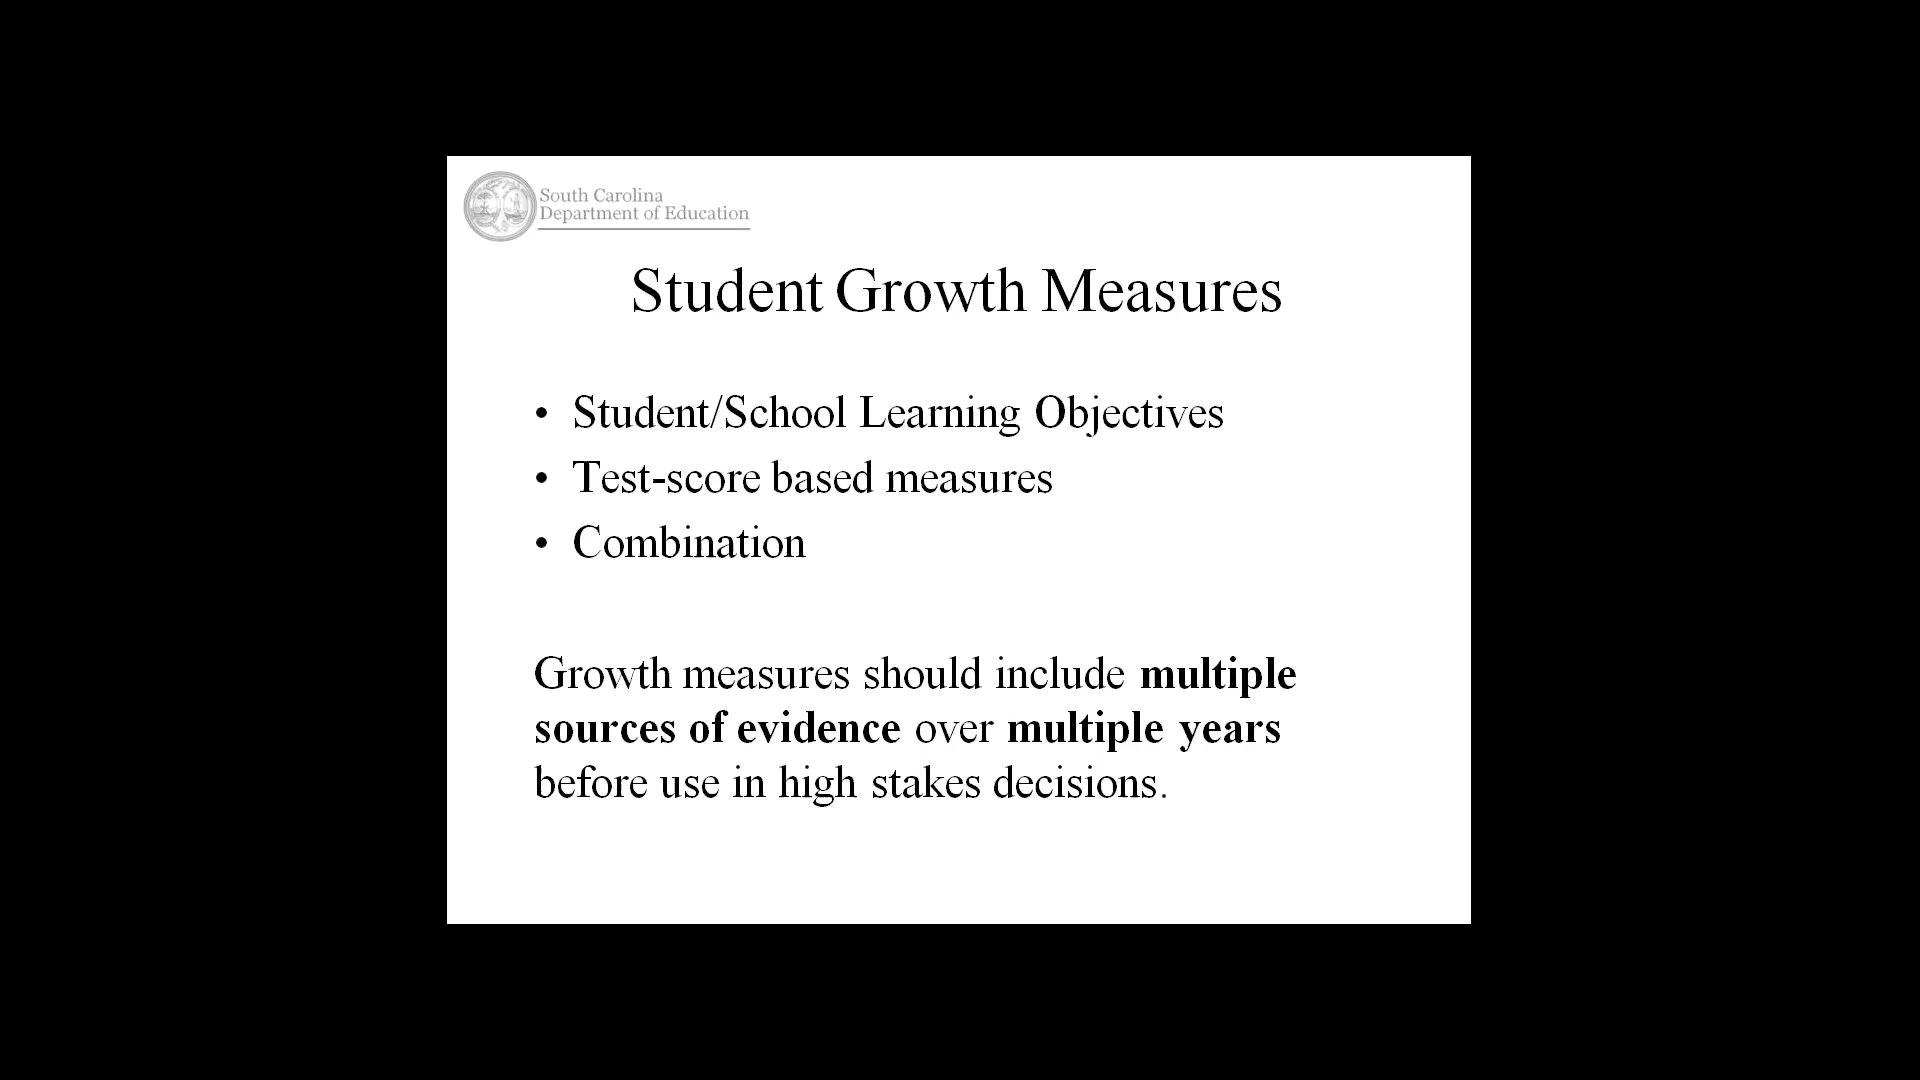 South Carolina
Department of Education
Student Growth Measures
• Student/School Learning Objectives
• Test-score based measures
• Combination
Growth measures should include multiple
sources of evidence over multiple years
before use in high stakes decisions.